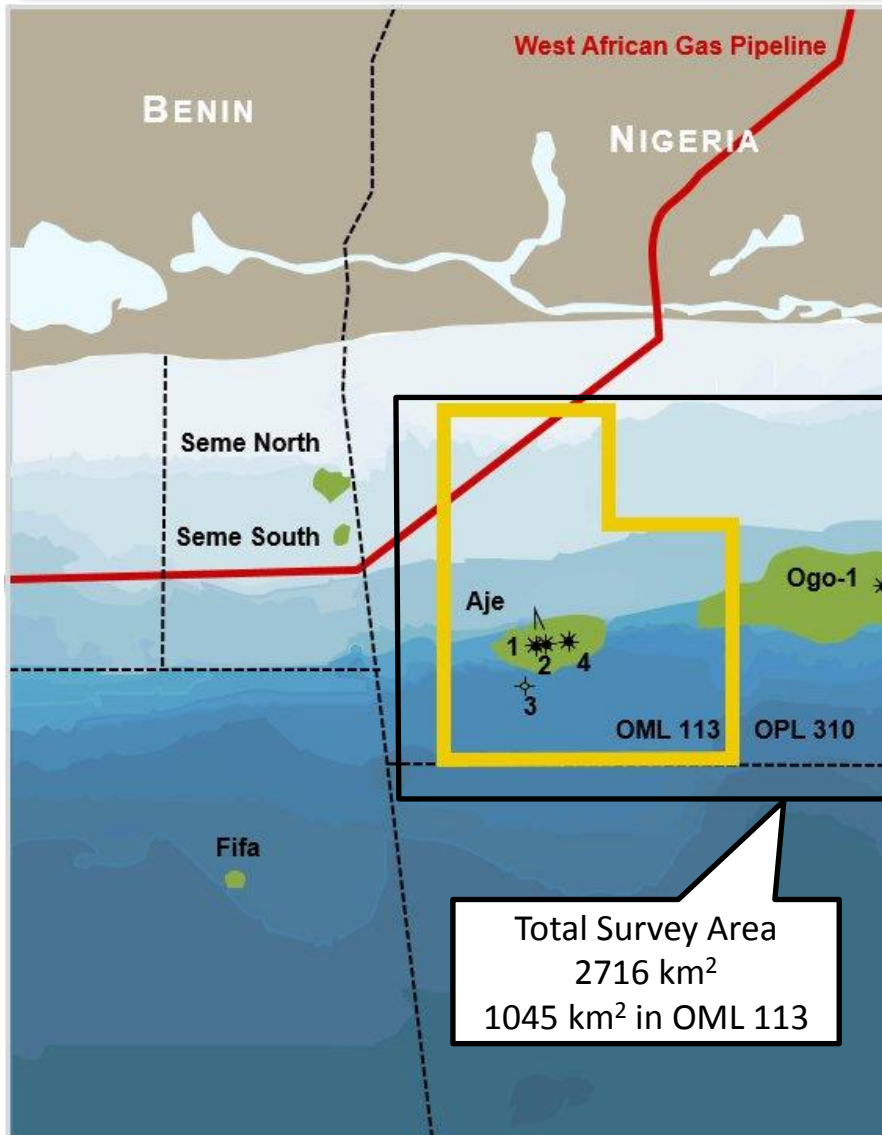 West African Gas Pipeline
BENIN
NIGERIA
Seme North
Seme South
Ogo-1
Aje
1
2
4
3
OML 113
OPL 310
Fifa
Total Survey Area
2716 km²
1045 km² in OML 113